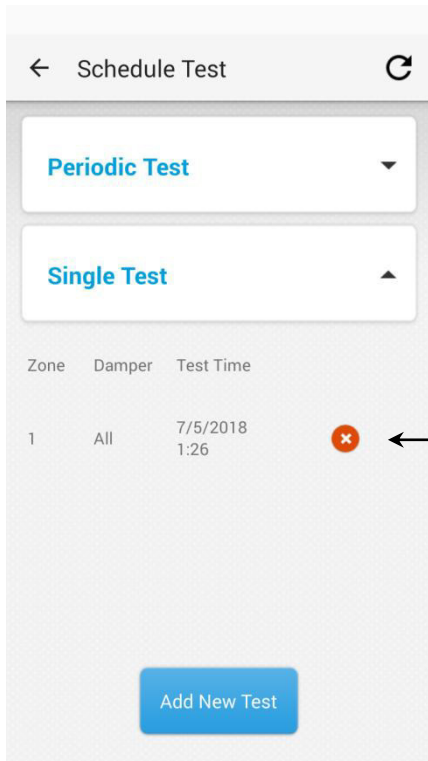 Schedule Test
Periodic Test
Single Test
Zone Damper Test Time
1 All 7/5/2018
1:26
Add New Test